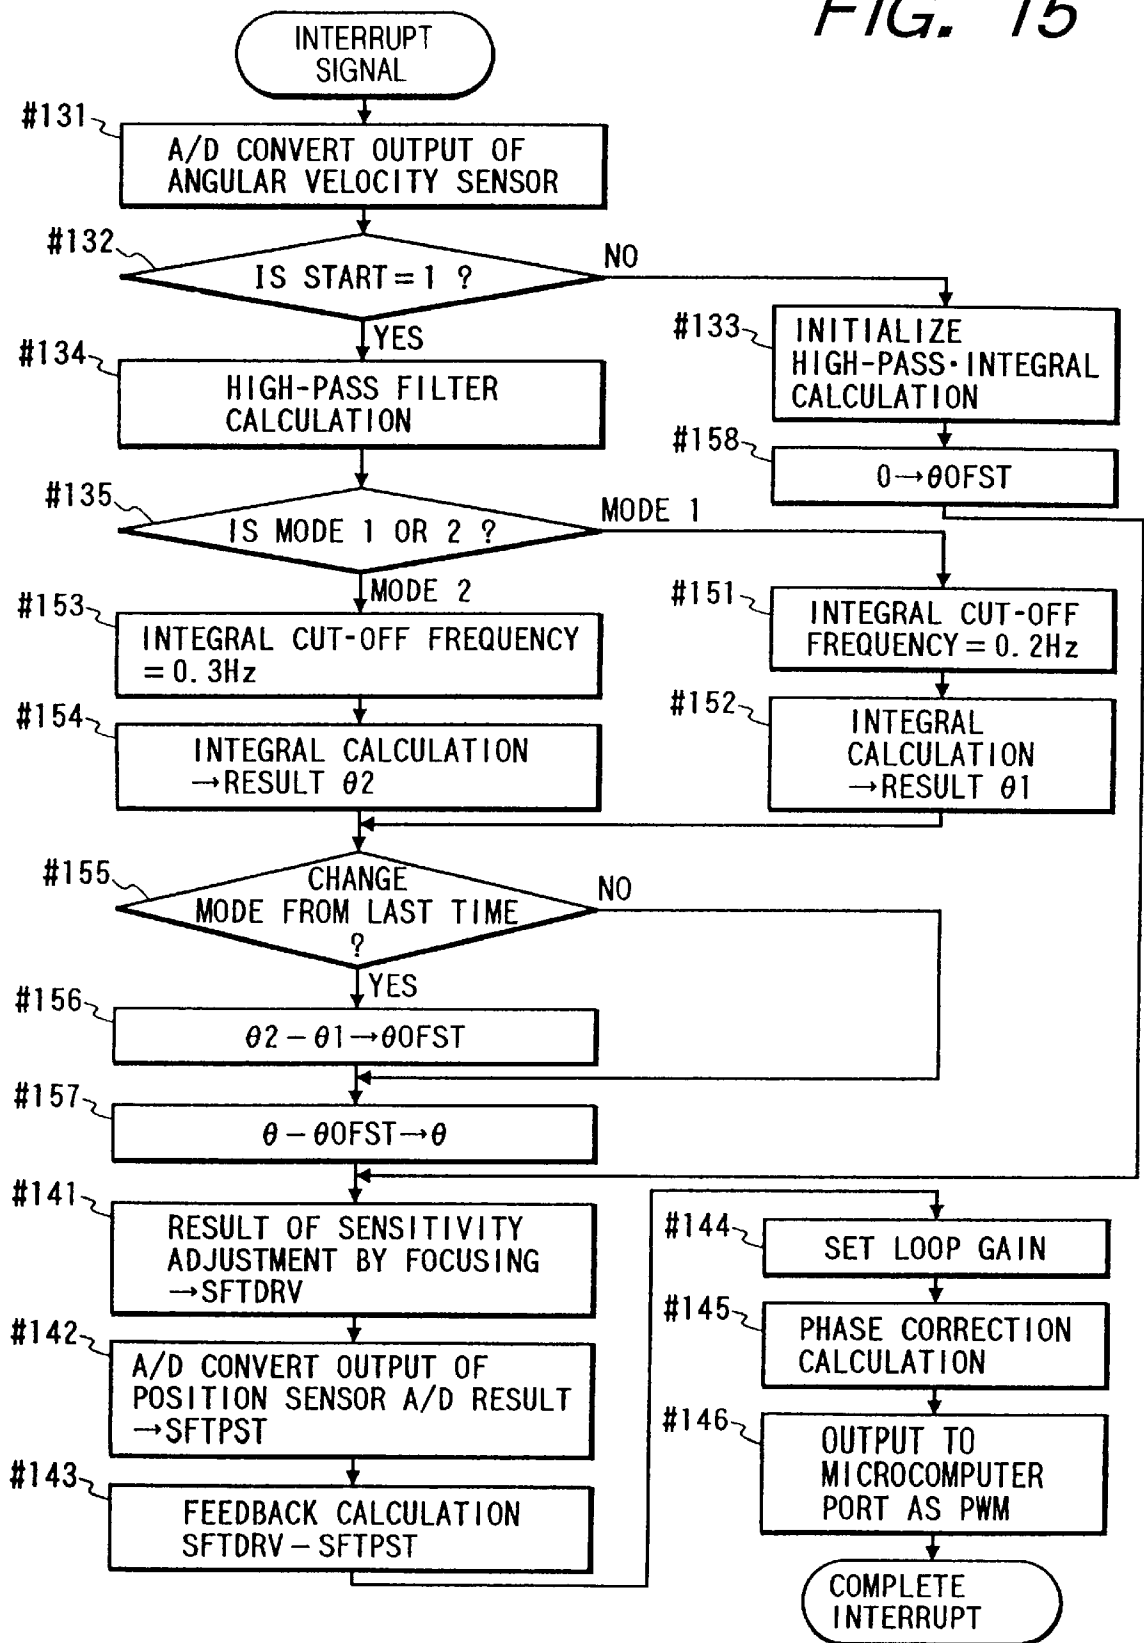 FIG. 15
INTERRUPT
SIGNAL
#131
A/D CONVERT OUTPUT OF
ANGULAR VELOCITY SENSOR
#132
IS START=1 ?
NO
YES
#133
INITIALIZE
HIGH-PASS·INTEGRAL
CALCULATION
#134
HIGH-PASS FILTER
CALCULATION
#158
0→θOFST
#135
IS MODE 1 OR 2 ?
MODE 1
MODE 2
#153
INTEGRAL CUT-OFF FREQUENCY
=0.3Hz
#151
INTEGRAL CUT-OFF
FREQUENCY=0.2Hz
#154
INTEGRAL CALCULATION
→RESULT θ2
#152
INTEGRAL
CALCULATION
→RESULT θ1
#155
CHANGE
MODE FROM LAST TIME
?
NO
YES
#156
θ2-θ1→θOFST
#157
θ-θOFST→θ
#141
RESULT OF SENSITIVITY
ADJUSTMENT BY FOCUSING
→SFTDRV
#142
A/D CONVERT OUTPUT OF
POSITION SENSOR A/D RESULT
→SFTPST
#143
FEEDBACK CALCULATION
SFTDRV-SFTPST
#144
SET LOOP GAIN
#145
PHASE CORRECTION
CALCULATION
#146
OUTPUT TO
MICROCOMPUTER
PORT AS PWM
COMPLETE
INTERRUPT